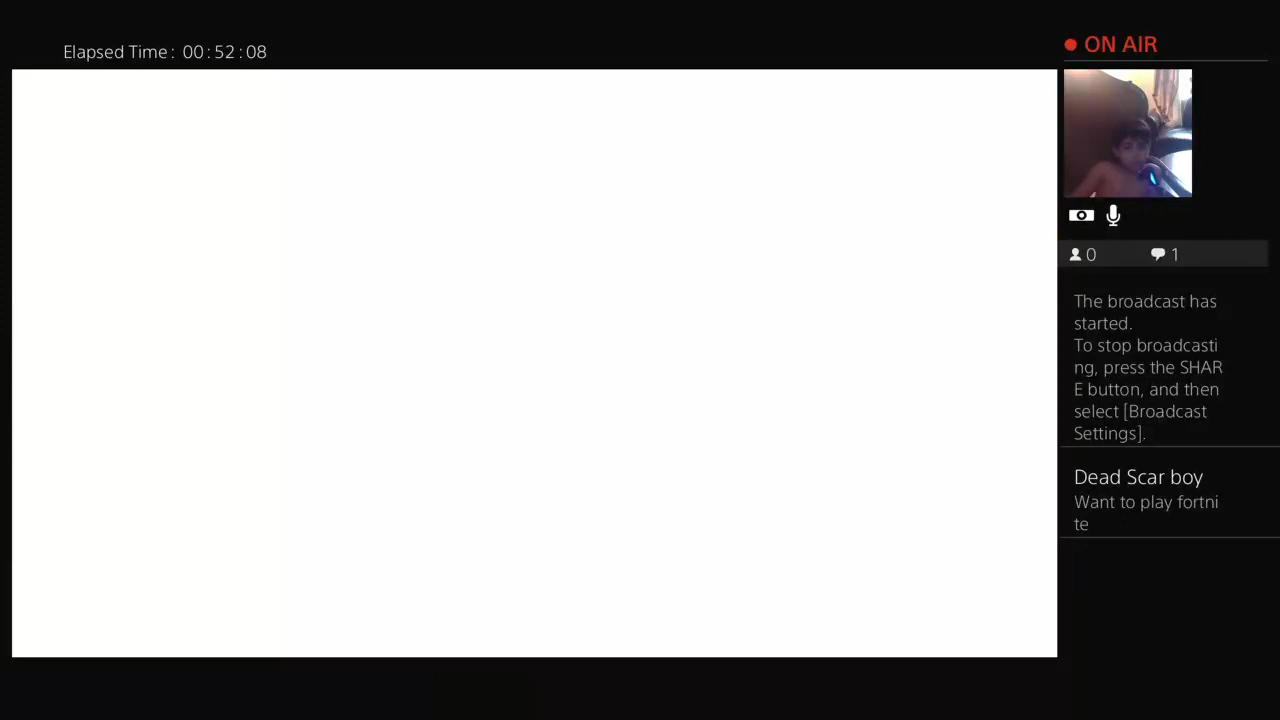 Elapsed Time: 00:52:08
ON AIR
0 1
The broadcast has
started.
To stop broadcasti
ng, press the SHAR
E button, and then
select [Broadcast
Settings].
Dead Scar boy
Want to play fortni
te